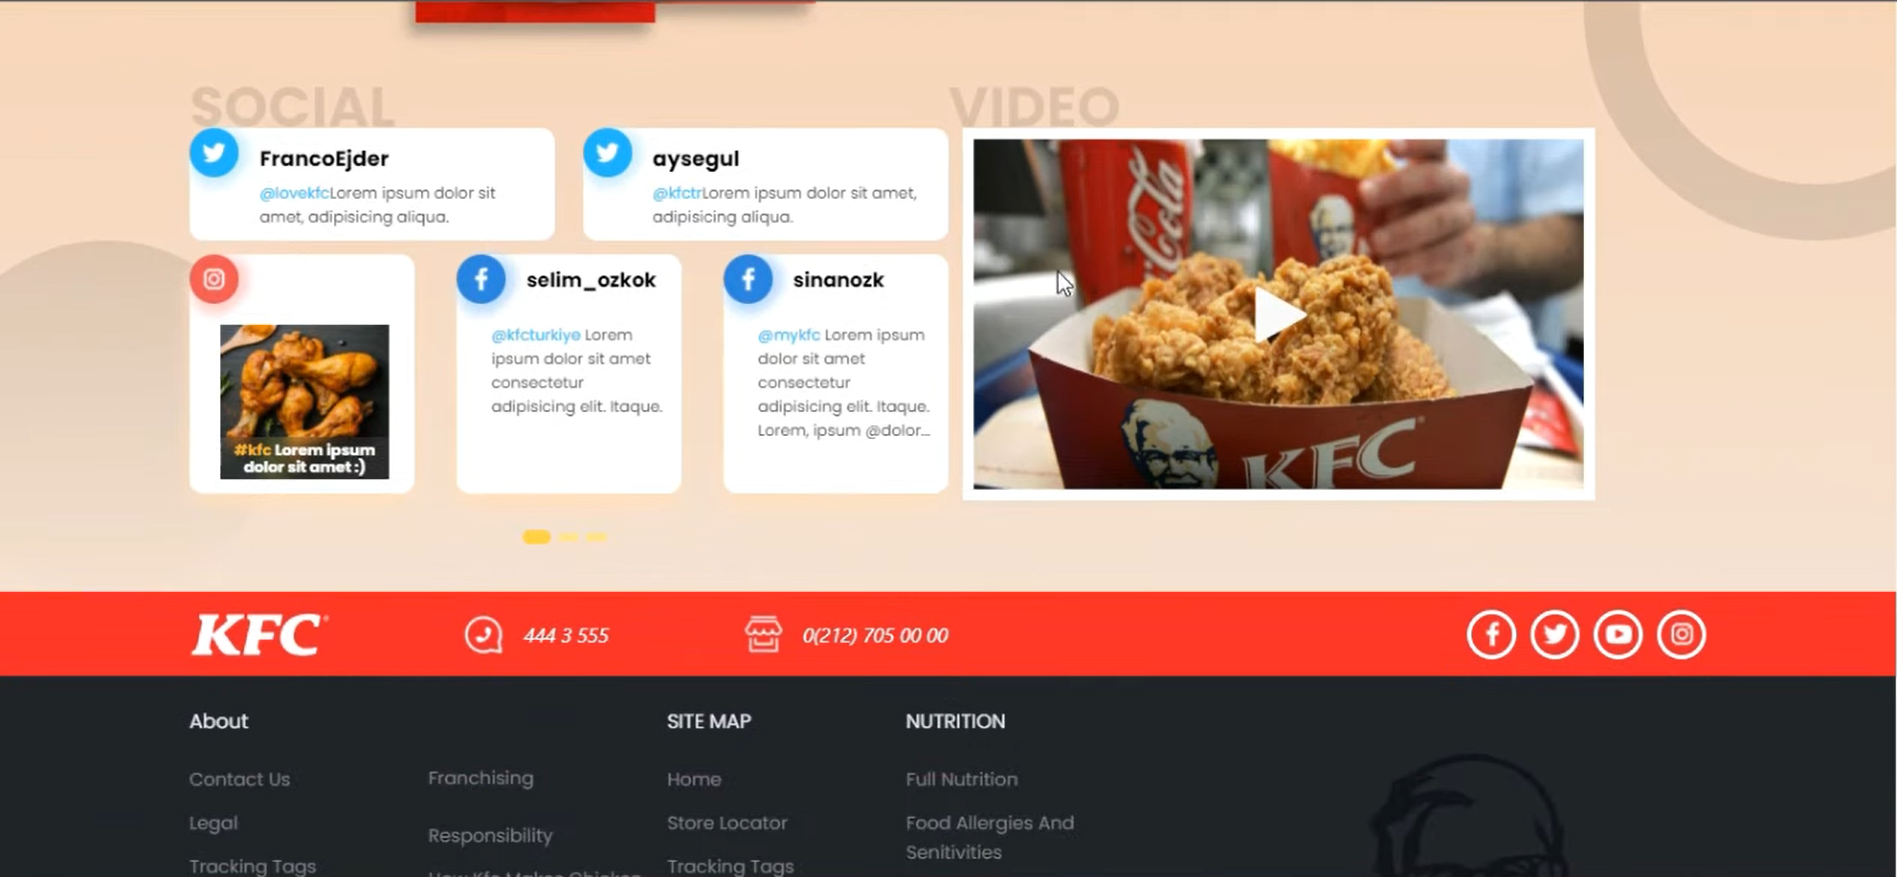 SOCIAL
VIDEO
FrancoEjder
@lovekfcLorem ipsum dolor sit
amet, adipisicing aliqua.
aysegul
@kfctrLorem ipsum dolor sit amet,
adipisicing aliqua.
#kfc Lorem ipsum
dolor sit amet :)
selim_ozkok
@kfcturkiye Lorem
ipsum dolor sit amet
consectetur
adipisicing elit. Itaque.
sinanozk
@mykfc Lorem ipsum
dolor sit amet
consectetur
adipisicing elit. Itaque.
Lorem, ipsum @dolor...
Coca-Cola
KFC
KFC
444 3 555
0(212) 705 00 00
About
Contact Us
Legal
Tracking Tags
Franchising
Responsibility
How Kfc Makes Chicken
SITE MAP
Home
Store Locator
Tracking Tags
NUTRITION
Full Nutrition
Food Allergies And
Senitivities